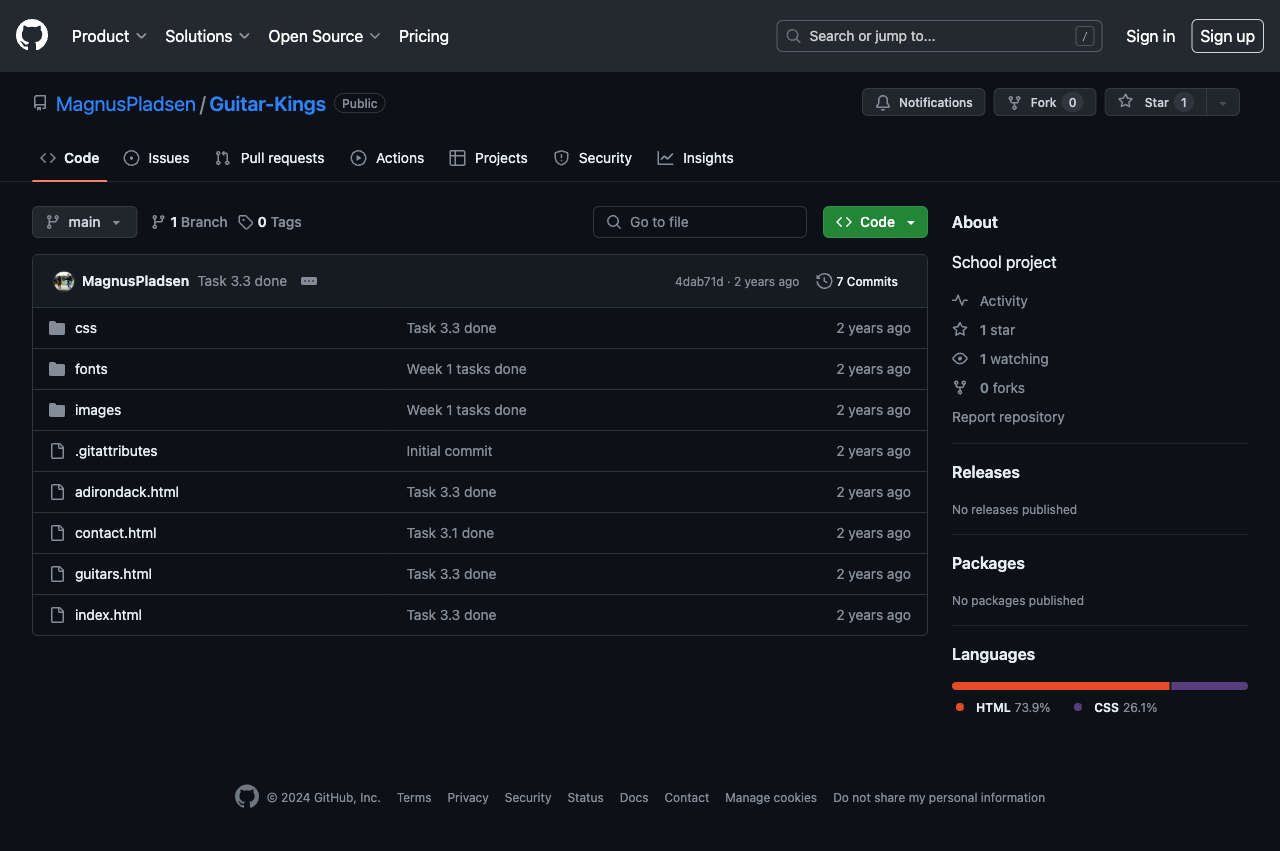 Product Solutions Open Source Pricing Search or jump to... / Sign in Sign up
MagnusPladsen / Guitar-Kings Public Notifications Fork 0 Star 1
Code Issues Pull requests Actions Projects Security Insights
main 1 Branch 0 Tags Go to file Code
MagnusPladsen Task 3.3 done 4dab71d · 2 years ago 7 Commits
css Task 3.3 done 2 years ago
fonts Week 1 tasks done 2 years ago
images Week 1 tasks done 2 years ago
.gitattributes Initial commit 2 years ago
adirondack.html Task 3.3 done 2 years ago
contact.html Task 3.1 done 2 years ago
guitars.html Task 3.3 done 2 years ago
index.html Task 3.3 done 2 years ago
About
School project
Activity
1 star
1 watching
0 forks
Report repository
Releases
No releases published
Packages
No packages published
Languages
HTML 73.9% CSS 26.1%
© 2024 GitHub, Inc. Terms Privacy Security Status Docs Contact Manage cookies Do not share my personal information